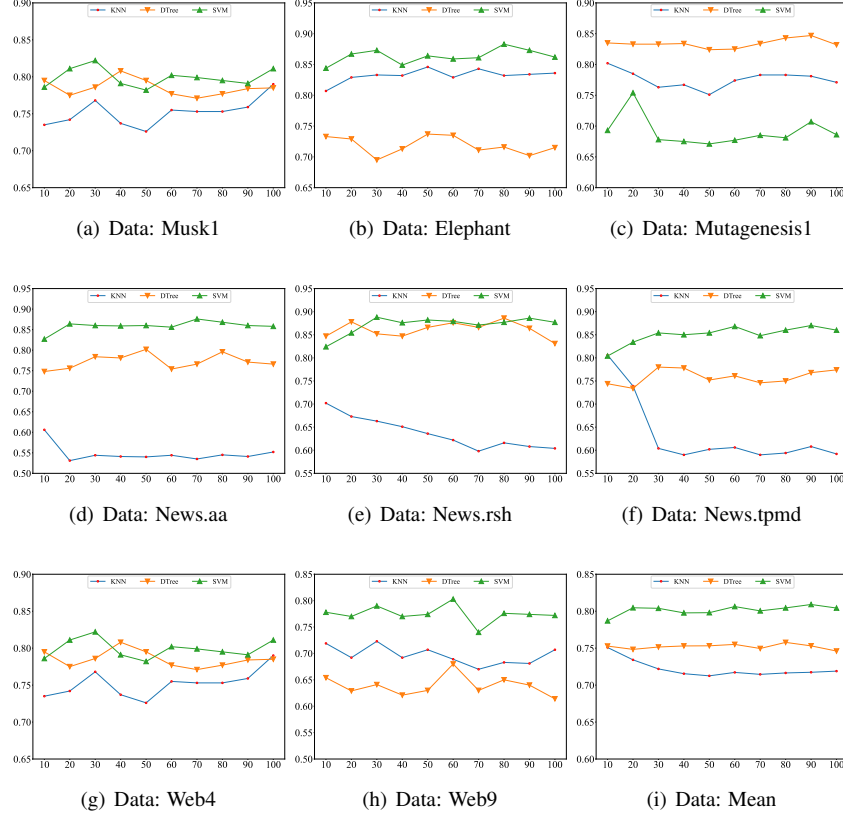 0.90
KNN DTree SVM
0.85
0.80
0.75
0.70
0.65
10 20 30 40 50 60 70 80 90 100
(a) Data: Musk1
0.90
KNN DTree SVM
0.85
0.80
0.75
0.70
0.65
10 20 30 40 50 60 70 80 90 100
(b) Data: Elephant
0.90
KNN DTree SVM
0.85
0.80
0.75
0.70
0.65
0.60
10 20 30 40 50 60 70 80 90 100
(c) Data: Mutagenesis1
0.95
KNN DTree SVM
0.90
0.85
0.80
0.75
0.70
0.65
0.60
0.55
0.50
10 20 30 40 50 60 70 80 90 100
(d) Data: News.aa
0.95
KNN DTree SVM
0.90
0.85
0.80
0.75
0.70
0.65
0.60
0.55
10 20 30 40 50 60 70 80 90 100
(e) Data: News.rsh
0.95
KNN DTree SVM
0.90
0.85
0.80
0.75
0.70
0.65
0.60
0.55
10 20 30 40 50 60 70 80 90 100
(f) Data: News.tpmd
0.90
KNN DTree SVM
0.85
0.80
0.75
0.70
0.65
10 20 30 40 50 60 70 80 90 100
(g) Data: Web4
0.85
KNN DTree SVM
0.80
0.75
0.70
0.65
0.60
0.55
0.50
10 20 30 40 50 60 70 80 90 100
(h) Data: Web9
0.85
KNN DTree SVM
0.80
0.75
0.70
0.65
0.60
10 20 30 40 50 60 70 80 90 100
(i) Data: Mean